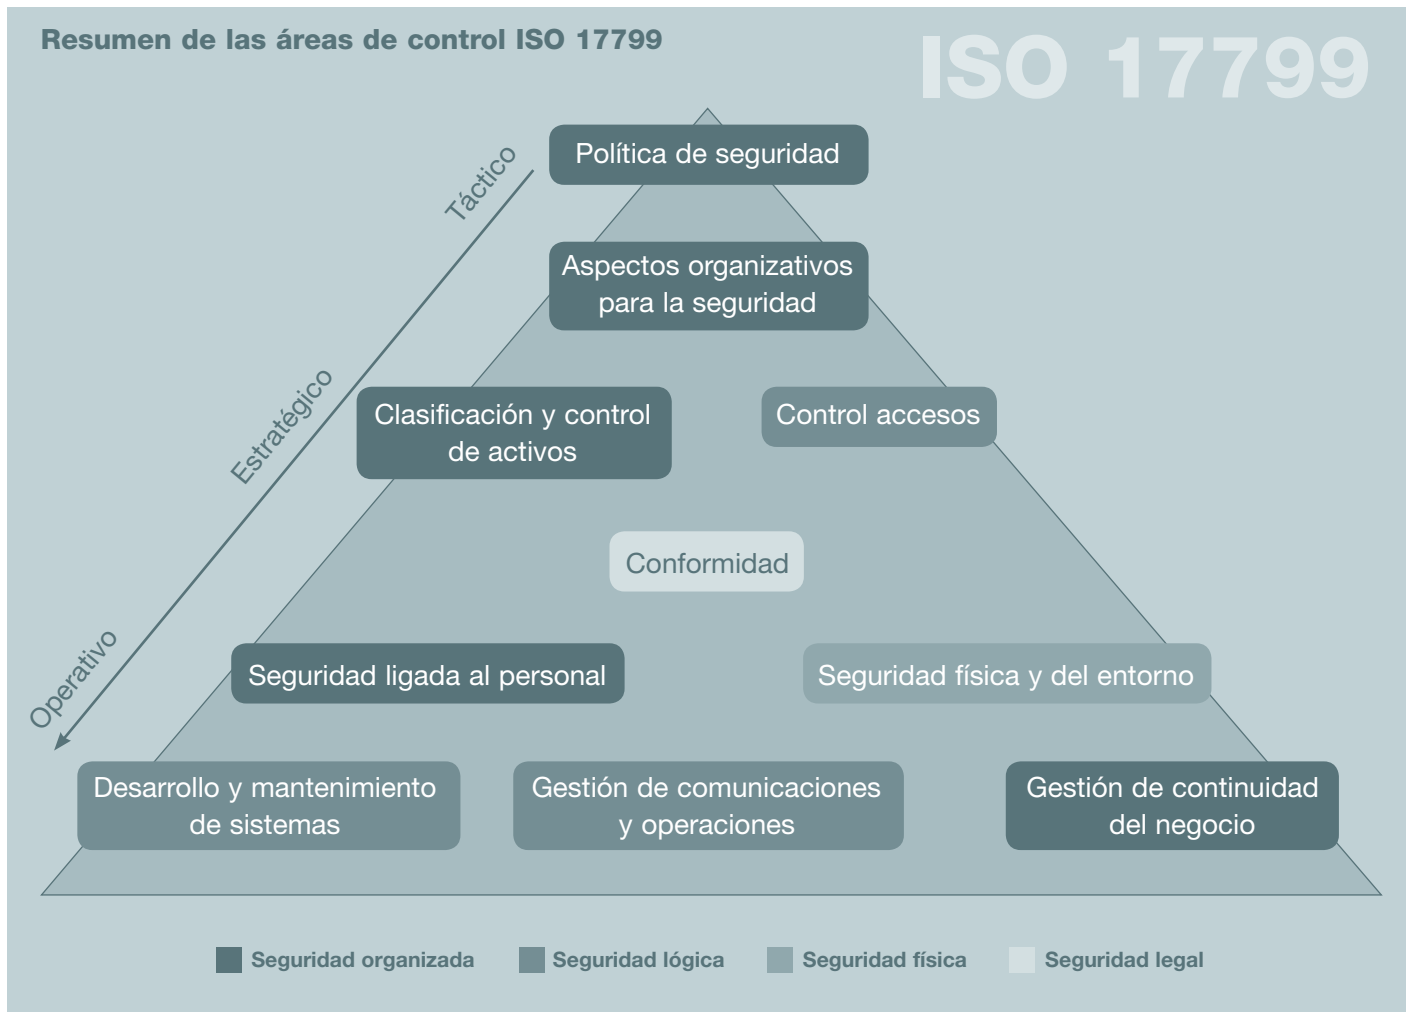 Resumen de las áreas de control ISO 17799
ISO 17799
Política de seguridad
Táctico
Aspectos organizativos
para la seguridad
Estratégico
Clasificación y control
de activos
Control accesos
Conformidad
Operativo
Seguridad ligada al personal
Seguridad física y del entorno
Desarrollo y mantenimiento
de sistemas
Gestión de comunicaciones
y operaciones
Gestión de continuidad
del negocio
Seguridad organizada
Seguridad lógica
Seguridad física
Seguridad legal